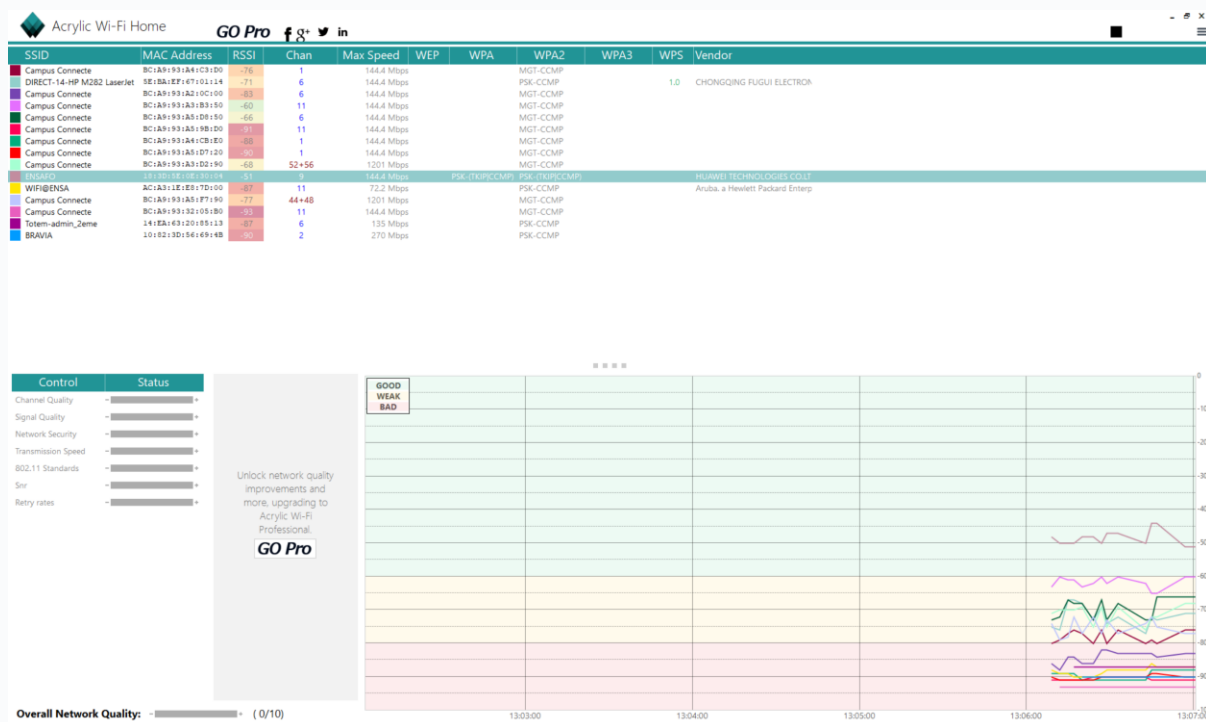 Acrylic Wi-Fi Home GO Pro f g+ in
SSID MAC Address RSSI Chan Max Speed WEP WPA WPA2 WPA3 WPS Vendor
Campus Connecte BC:A9:93:A4:C3:D0 -76 1 144.4 Mbps MGT-CCMP
DIRECT-14-HP M282 LaserJet 5E:BA:EF:67:01:14 -71 6 144.4 Mbps PSK-CCMP 1.0 CHONGQING FUGUI ELECTRON
Campus Connecte BC:A9:93:A2:0C:00 -83 6 144.4 Mbps MGT-CCMP
Campus Connecte BC:A9:93:A3:B3:50 -60 11 144.4 Mbps MGT-CCMP
Campus Connecte BC:A9:93:A5:D8:50 -66 6 144.4 Mbps MGT-CCMP
Campus Connecte BC:A9:93:A5:9B:D0 -91 11 144.4 Mbps MGT-CCMP
Campus Connecte BC:A9:93:A4:CB:E0 -88 1 144.4 Mbps MGT-CCMP
Campus Connecte BC:A9:93:A5:D7:20 -90 1 144.4 Mbps MGT-CCMP
Campus Connecte BC:A9:93:A3:D2:90 -68 52+56 1201 Mbps MGT-CCMP
ENSAFO -51 9 144.4 Mbps PSK-(TKIP|CCMP) PSK-(TKIP|CCMP) HUAWEI TECHNOLOGIES CO.LT
WIFI@ENSA AC:A3:1E:E8:7D:00 -87 11 72.2 Mbps PSK-CCMP Aruba. a Hewlett Packard Enterp
Campus Connecte BC:A9:93:A5:F7:90 -77 44+48 1201 Mbps MGT-CCMP
Campus Connecte BC:A9:93:32:05:B0 -93 11 144.4 Mbps MGT-CCMP
Totem-admin_2eme 14:EA:63:20:85:13 -87 6 135 Mbps PSK-CCMP
BRAVIA 10:82:3D:56:69:4B -90 2 270 Mbps PSK-CCMP
Control Status
Channel Quality - +
Signal Quality - +
Network Security - +
Transmission Speed - +
802.11 Standards - +
Snr - +
Retry rates - +
Unlock network quality
improvements and
more, upgrading to
Acrylic Wi-Fi
Professional.
GO Pro
GOOD
WEAK
BAD
0
-10
-20
-30
-40
-50
-60
-70
-80
-90
-100
13:03:00 13:04:00 13:05:00 13:06:00 13:07:00
Overall Network Quality: - + ( 0/10)